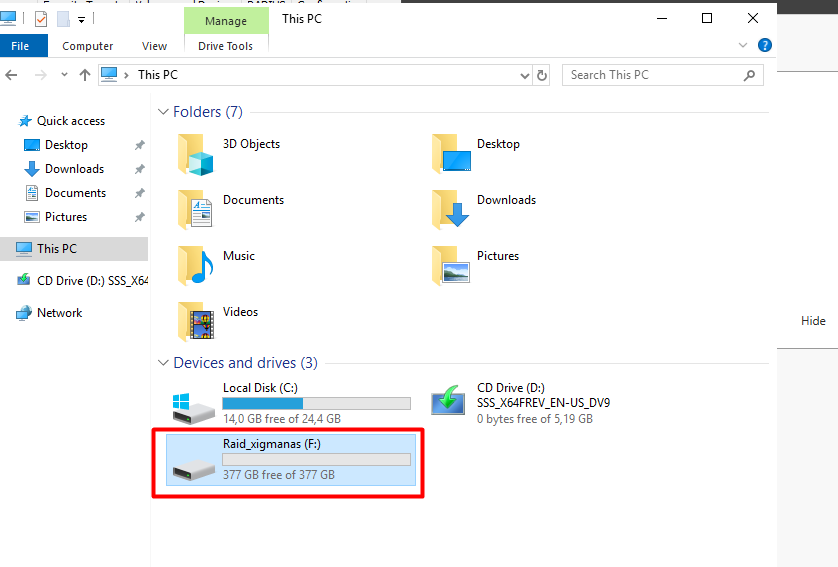 Manage
This PC
File
Computer
View
Drive Tools
This PC
Search This PC
Quick access
Desktop
Downloads
Documents
Pictures
This PC
CD Drive (D:) SSS_X64
Network
Folders (7)
3D Objects
Desktop
Documents
Downloads
Music
Pictures
Videos
Devices and drives (3)
Local Disk (C:)
14,0 GB free of 24,4 GB
CD Drive (D:)
SSS_X64FREV_EN-US_DV9
0 bytes free of 5,19 GB
Raid_xigmanas (F:)
377 GB free of 377 GB
Hide